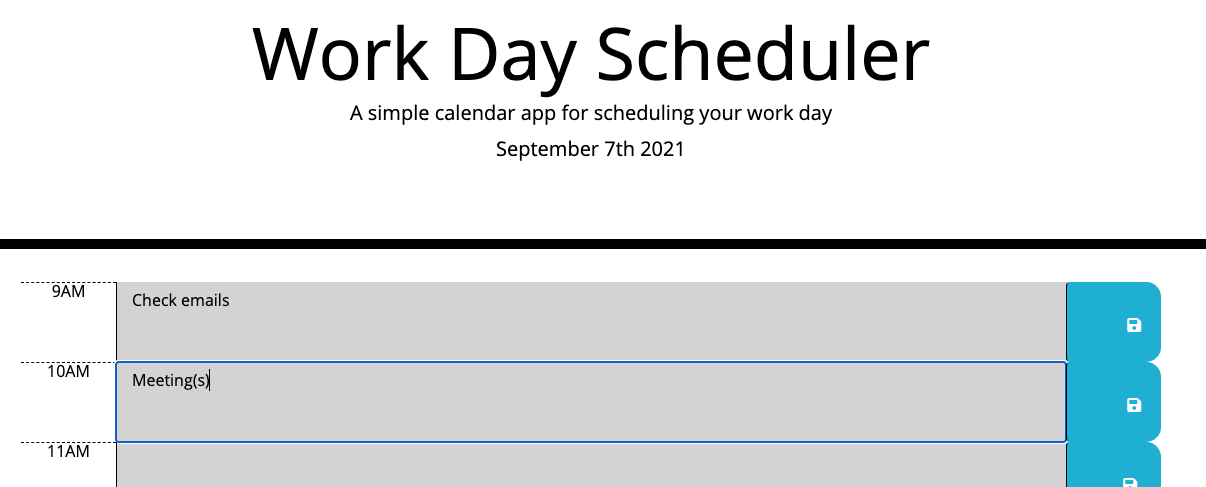 Work Day Scheduler
A simple calendar app for scheduling your work day
September 7th 2021
9AM
Check emails
10AM
Meeting(s)
11AM